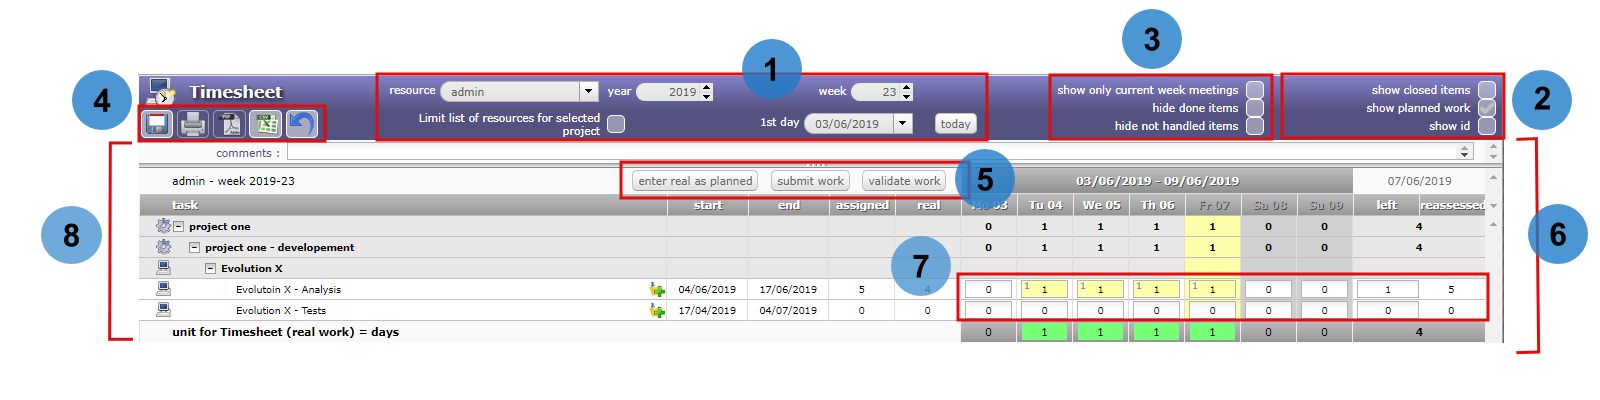 3
1
4
2
Timesheet
resource admin year 2019 week 23
Limit list of resources for selected
project
1st day 03/06/2019 today
show only current week meetings
hide done items
hide not handled items
show closed items
show planned work
show id
PDF
CSV
comments :
5
6
7
8
admin - week 2019-23 enter real as planned submit work validate work 03/06/2019 - 09/06/2019 07/06/2019
task start end assigned real Mo 03 Tu 04 We 05 Th 06 Fr 07 Sa 08 Su 09 left reassessed
project one 0 1 1 1 1 0 0 4
project one - developement 0 1 1 1 1 0 0 4
Evolution X
Evolutoin X - Analysis 04/06/2019 17/06/2019 5 4 0 1 1 1 1 1 1 1 1 0 0 1 5
Evolution X - Tests 17/04/2019 04/07/2019 0 0 0 0 0 0 0 0 0 0 0
unit for Timesheet (real work) = days 0 1 1 1 1 0 0 4